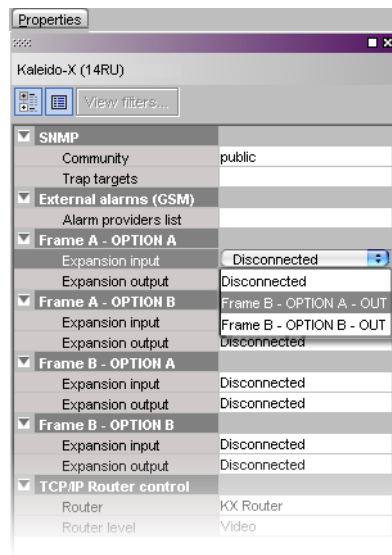 Properties
Kaleido-X (14RU)
View filters...
SNMP
Community public
Trap targets
External alarms (GSM)
Alarm providers list
Frame A - OPTION A
Expansion input Disconnected
Expansion output Disconnected
Frame A - OPTION B Frame B - OPTION A - OUT
Expansion input Frame B - OPTION B - OUT
Expansion output Disconnected
Frame B - OPTION A
Expansion input Disconnected
Expansion output Disconnected
Frame B - OPTION B
Expansion input Disconnected
Expansion output Disconnected
TCP/IP Router control
Router KX Router
Router level Video